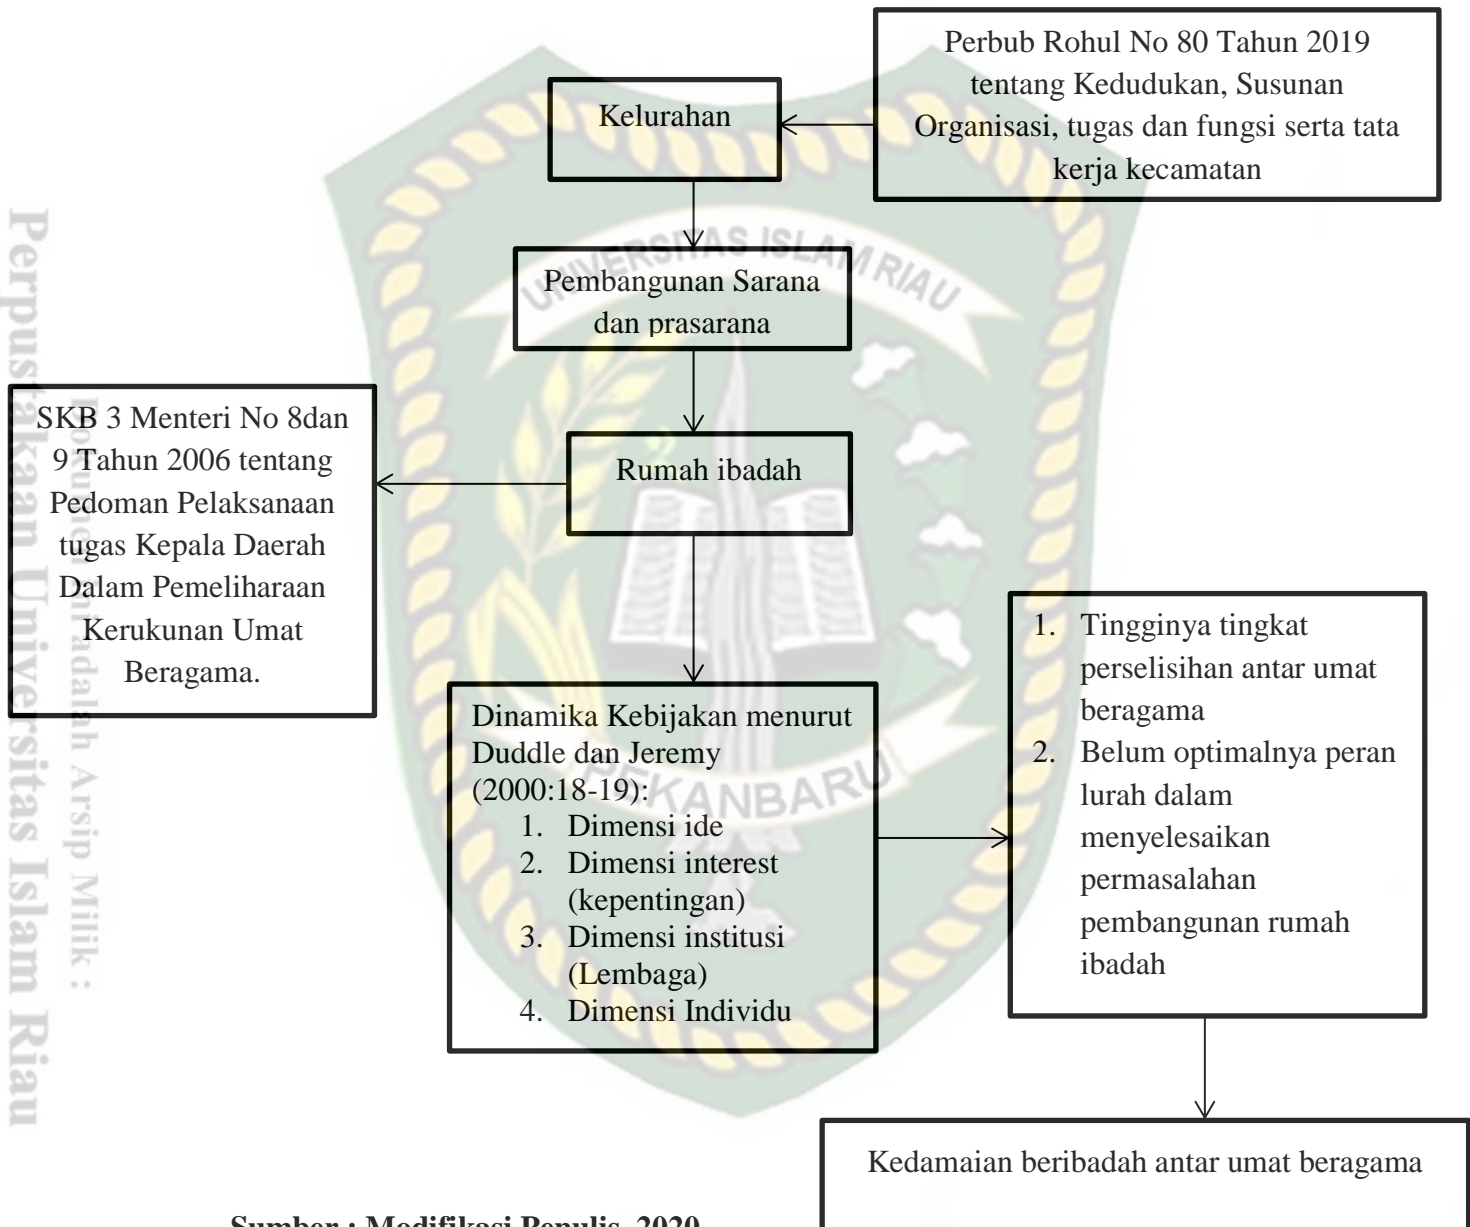 Perbub Rohul No 80 Tahun 2019
tentang Kedudukan, Susunan
Organisasi, tugas dan fungsi serta tata
kerja kecamatan
Kelurahan
UNIVERSITAS ISLAM RIAU
Pembangunan Sarana
dan prasarana
SKB 3 Menteri No 8dan
9 Tahun 2006 tentang
Pedoman Pelaksanaan
tugas Kepala Daerah
Dalam Pemeliharaan
Kerukunan Umat
Beragama.
Rumah ibadah
Dinamika Kebijakan menurut
Duddle dan Jeremy
(2000:18-19):
1. Dimensi ide
2. Dimensi interest
(kepentingan)
3. Dimensi institusi
(Lembaga)
4. Dimensi Individu
PEKANBARU
1. Tingginya tingkat
perselisihan antar umat
beragama
2. Belum optimalnya peran
lurah dalam
menyelesaikan
permasalahan
pembangunan rumah
ibadah
Kedamaian beribadah antar umat beragama
Sumber : Modifikasi Penulis, 2020
Perpustakaan Universitas Islam Riau
Dokumen ini adalah Arsip Milik :